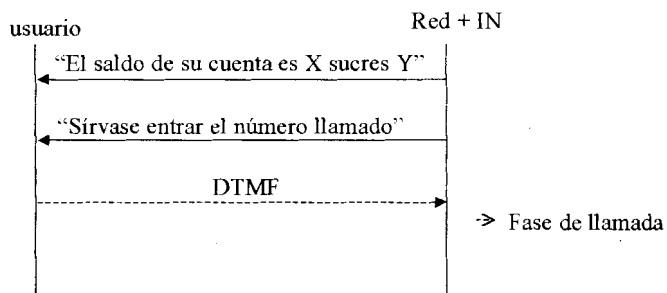 usuario
Red + IN
“El saldo de su cuenta es X sucres Y”
“Sírvase entrar el número llamado”
DTMF
-> Fase de llamada